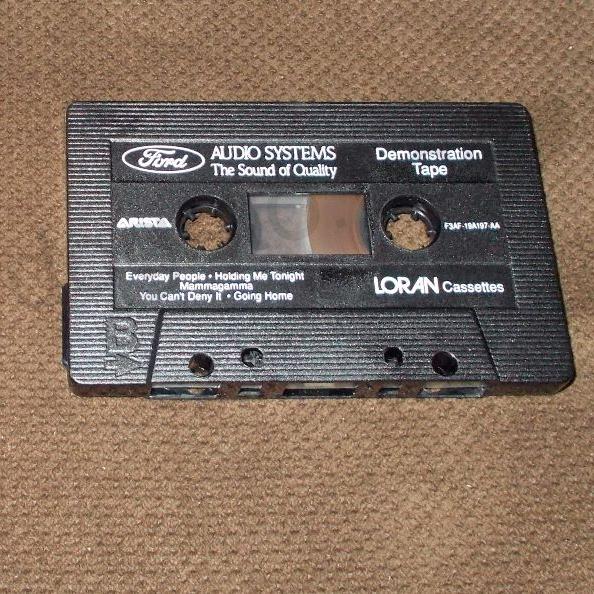 Ford
AUDIO SYSTEMS
The Sound of Quality
Demonstration
Tape
ARISTA
F3AF-19A197-AA
Everyday People • Holding Me Tonight
Mammagamma
You Can't Deny It • Going Home
LORAN Cassettes
B